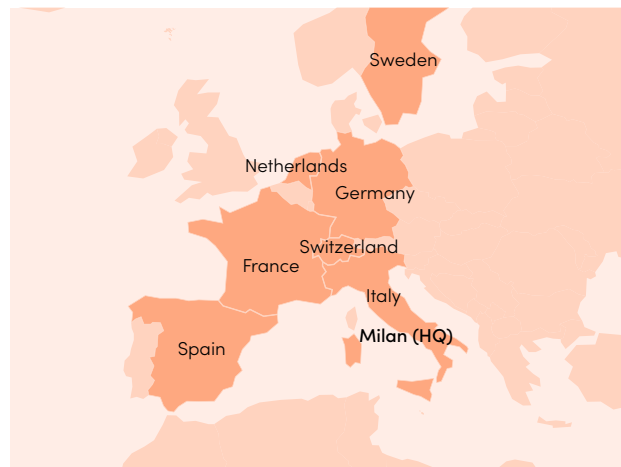 Sweden
Netherlands
Germany
Switzerland
France
Italy
Milan (HQ)
Spain